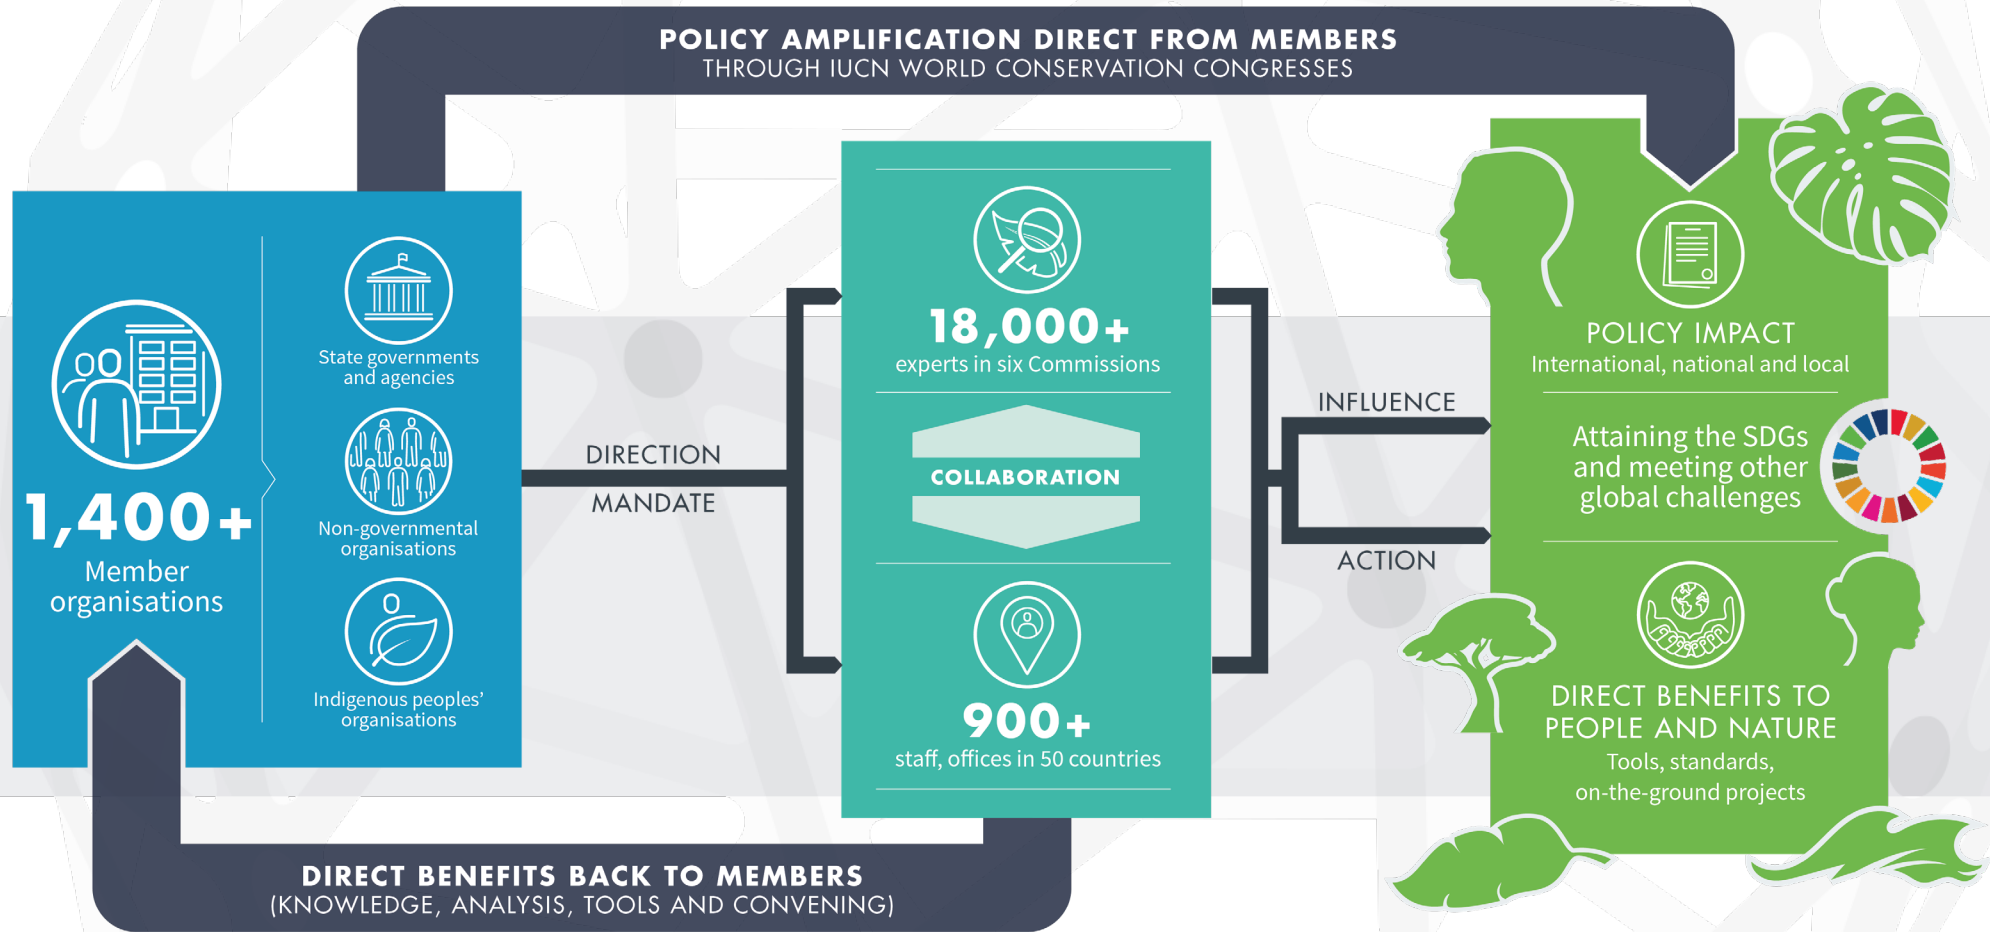 POLICY AMPLIFICATION DIRECT FROM MEMBERS
THROUGH IUCN WORLD CONSERVATION CONGRESSES
1,400+
Member
organisations
State governments
and agencies
Non-governmental
organisations
Indigenous peoples’
organisations
DIRECTION
MANDATE
18,000+
experts in six Commissions
COLLABORATION
900+
staff, offices in 50 countries
INFLUENCE
ACTION
POLICY IMPACT
International, national and local
Attaining the SDGs
and meeting other
global challenges
DIRECT BENEFITS TO
PEOPLE AND NATURE
Tools, standards,
on-the-ground projects
DIRECT BENEFITS BACK TO MEMBERS
(KNOWLEDGE, ANALYSIS, TOOLS AND CONVENING)